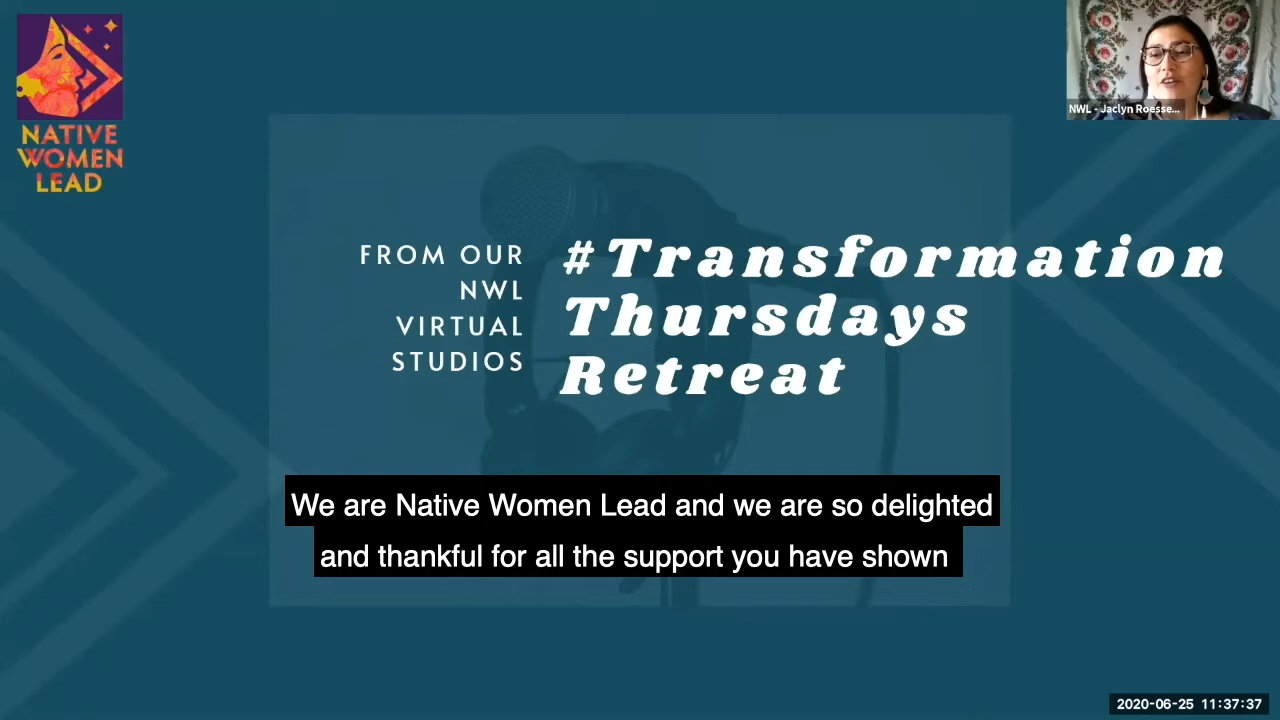 NATIVE
WOMEN
LEAD
NWL - Jaclyn Roesse...
FROM OUR
NWL
VIRTUAL
STUDIOS
#Transformation
Thursdays
Retreat
We are Native Women Lead and we are so delighted
and thankful for all the support you have shown
2020-06-25 11:37:37